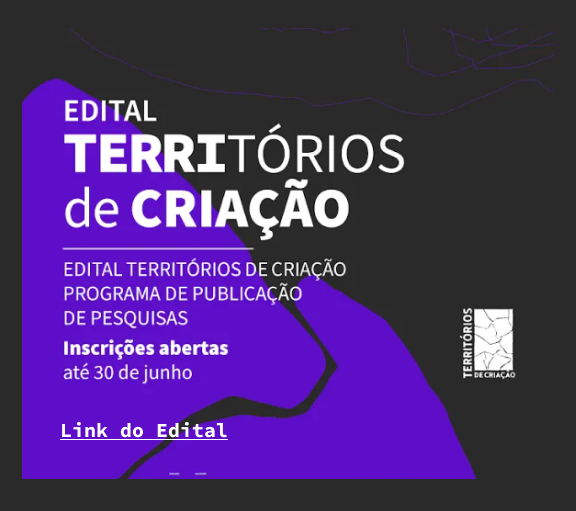 EDITAL
TERRITÓRIOS
de CRIAÇÃO
EDITAL TERRITÓRIOS DE CRIAÇÃO
PROGRAMA DE PUBLICAÇÃO
DE PESQUISAS
Inscrições abertas
até 30 de junho
TERRITÓRIOS
DE CRIAÇÃO
Link do Edital